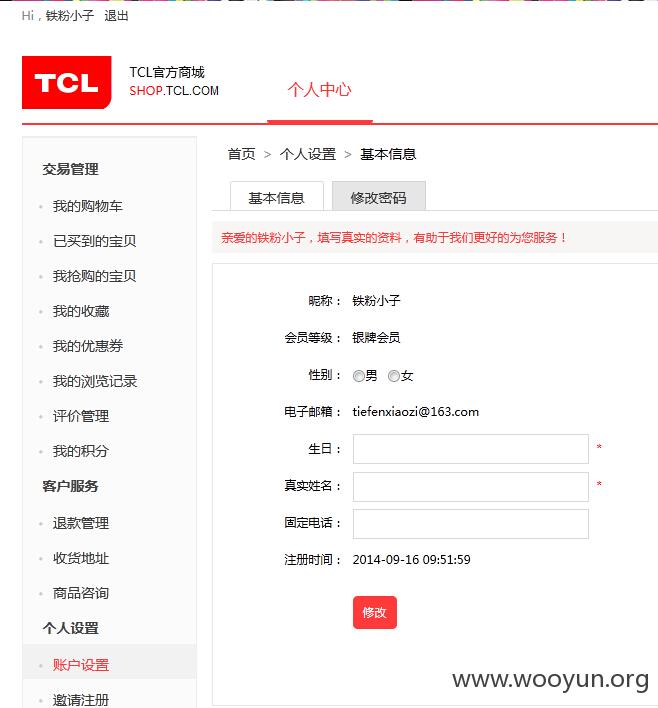 Hi，铁粉小子 退出
TCL
TCL官方商城
SHOP.TCL.COM
个人中心
交易管理
我的购物车
已买到的宝贝
我抢购的宝贝
我的收藏
我的优惠券
我的浏览记录
评价管理
我的积分
客户服务
退款管理
收货地址
商品咨询
个人设置
账户设置
邀请注册
首页 > 个人设置 > 基本信息
基本信息 修改密码
亲爱的铁粉小子，填写真实的资料，有助于我们更好的为您服务！
昵称： 铁粉小子
会员等级： 银牌会员
性别： 男 女
电子邮箱： tiefenxiaozi@163.com
生日： *
真实姓名： *
固定电话：
注册时间： 2014-09-16 09:51:59
修改
www.wooyun.org